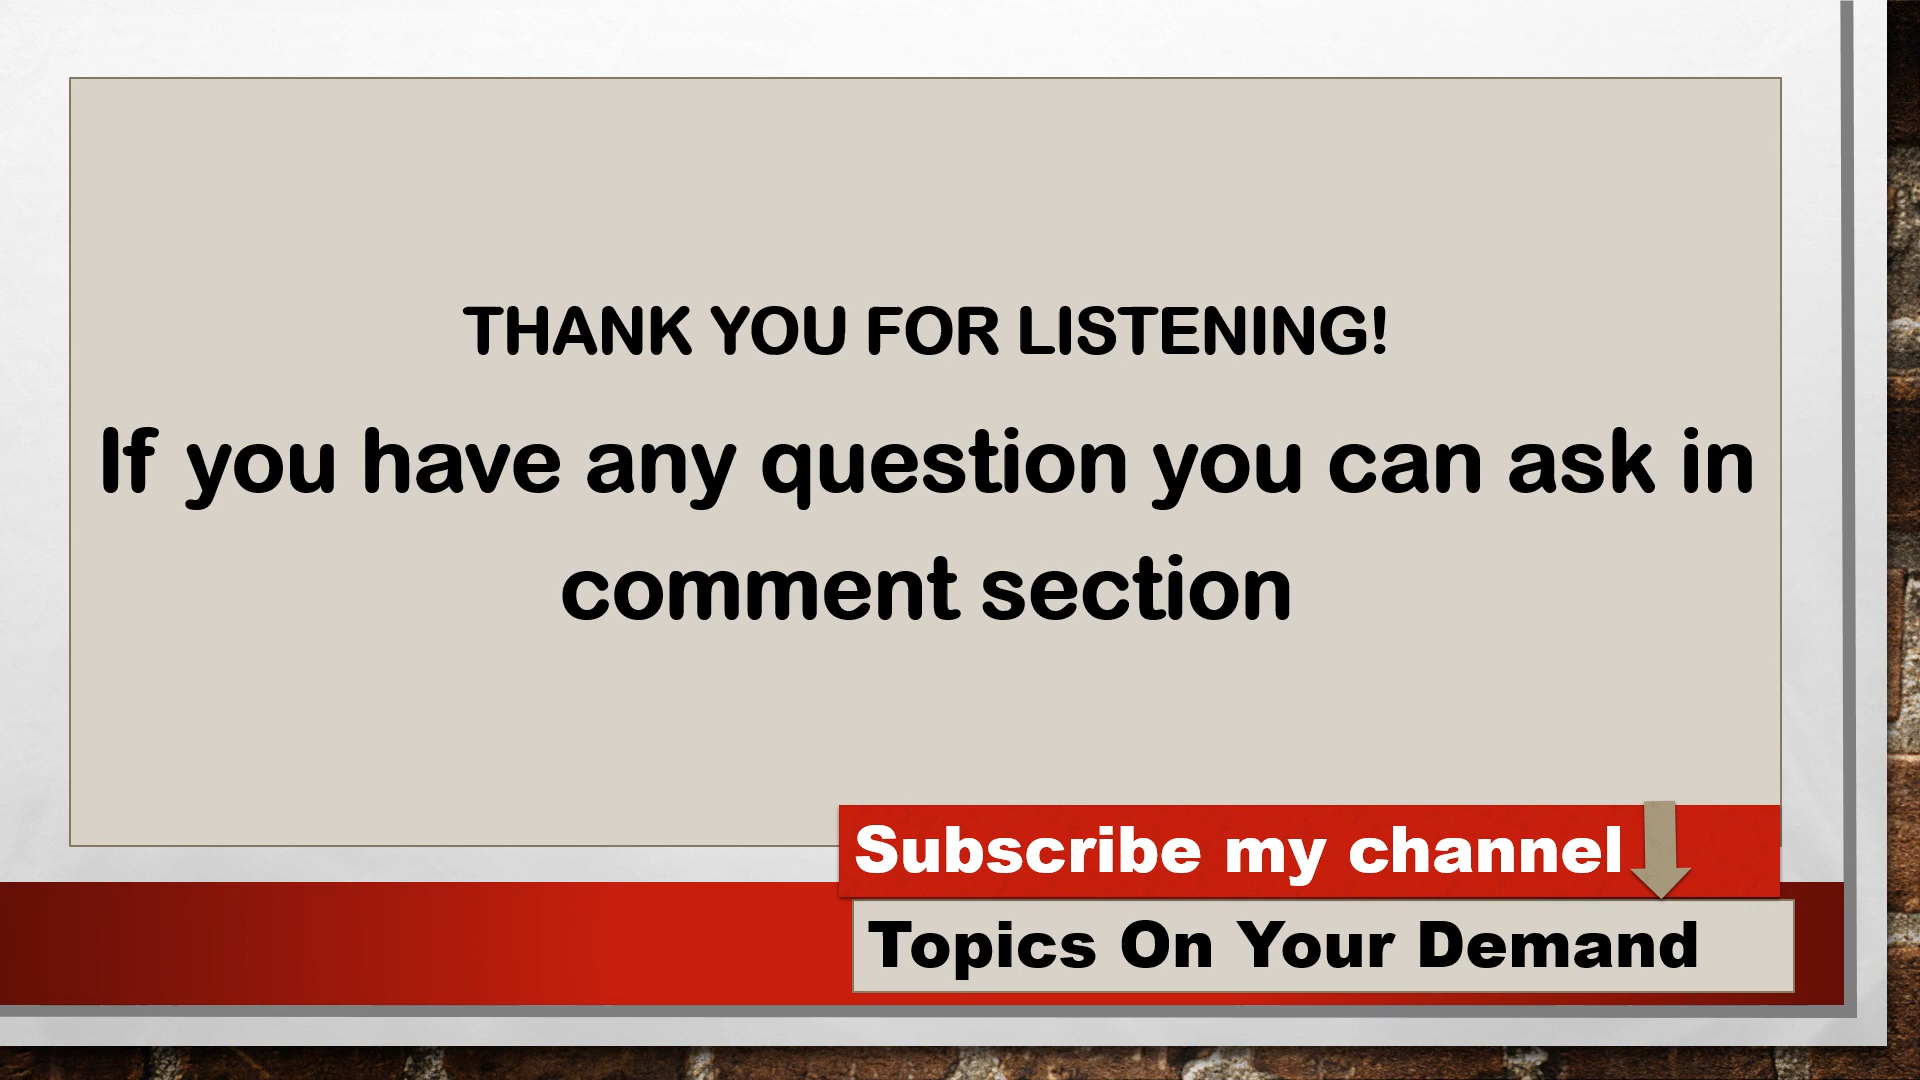 THANK YOU FOR LISTENING!
If you have any question you can ask in
comment section
Subscribe my channel
Topics On Your Demand